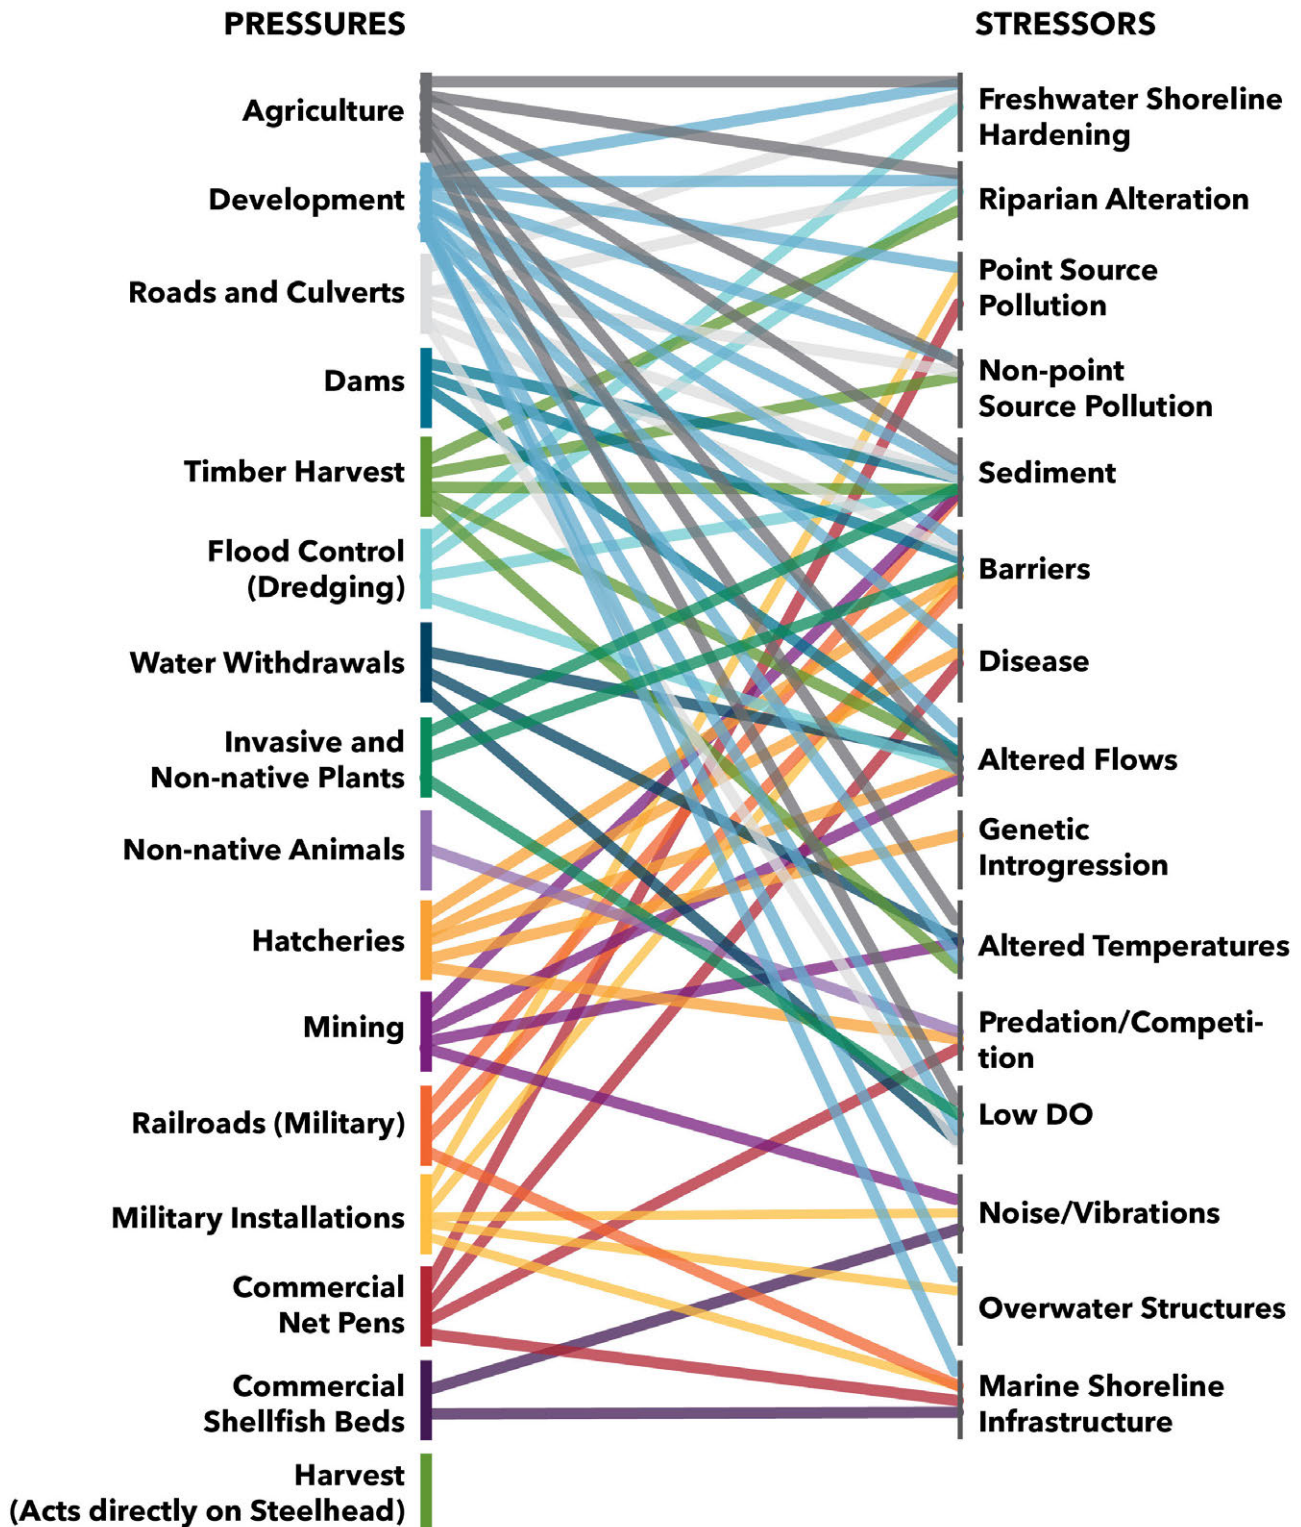 PRESSURES
Agriculture
Development
Roads and Culverts
Dams
Timber Harvest
Flood Control
(Dredging)
Water Withdrawals
Invasive and
Non-native Plants
Non-native Animals
Hatcheries
Mining
Railroads (Military)
Military Installations
Commercial
Net Pens
Commercial
Shellfish Beds
Harvest
(Acts directly on Steelhead)
STRESSORS
Freshwater Shoreline
Hardening
Riparian Alteration
Point Source
Pollution
Non-point
Source Pollution
Sediment
Barriers
Disease
Altered Flows
Genetic
Introgression
Altered Temperatures
Predation/Competi-
tion
Low DO
Noise/Vibrations
Overwater Structures
Marine Shoreline
Infrastructure